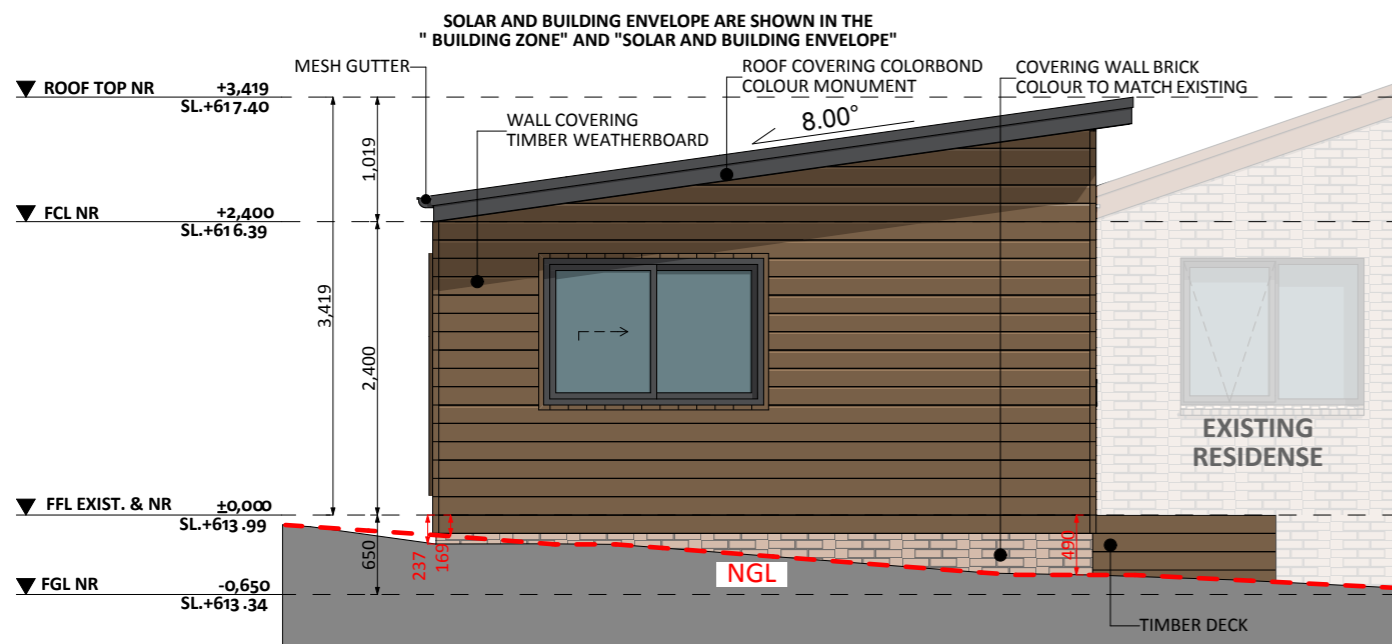 SOLAR AND BUILDING ENVELOPE ARE SHOWN IN THE
" BUILDING ZONE" AND "SOLAR AND BUILDING ENVELOPE"
MESH GUTTER
ROOF COVERING COLORBOND
COLOUR MONUMENT
COVERING WALL BRICK
COLOUR TO MATCH EXISTING
ROOF TOP NR +3,419
SL.+617.40
WALL COVERING
TIMBER WEATHERBOARD
8.00°
1,019
FCL NR +2,400
SL.+616.39
3,419
2,400
EXISTING
RESIDENSE
FFL EXIST. & NR ±0,000
SL.+613.99
650
237
169
490
NGL
FGL NR -0,650
SL.+613.34
TIMBER DECK